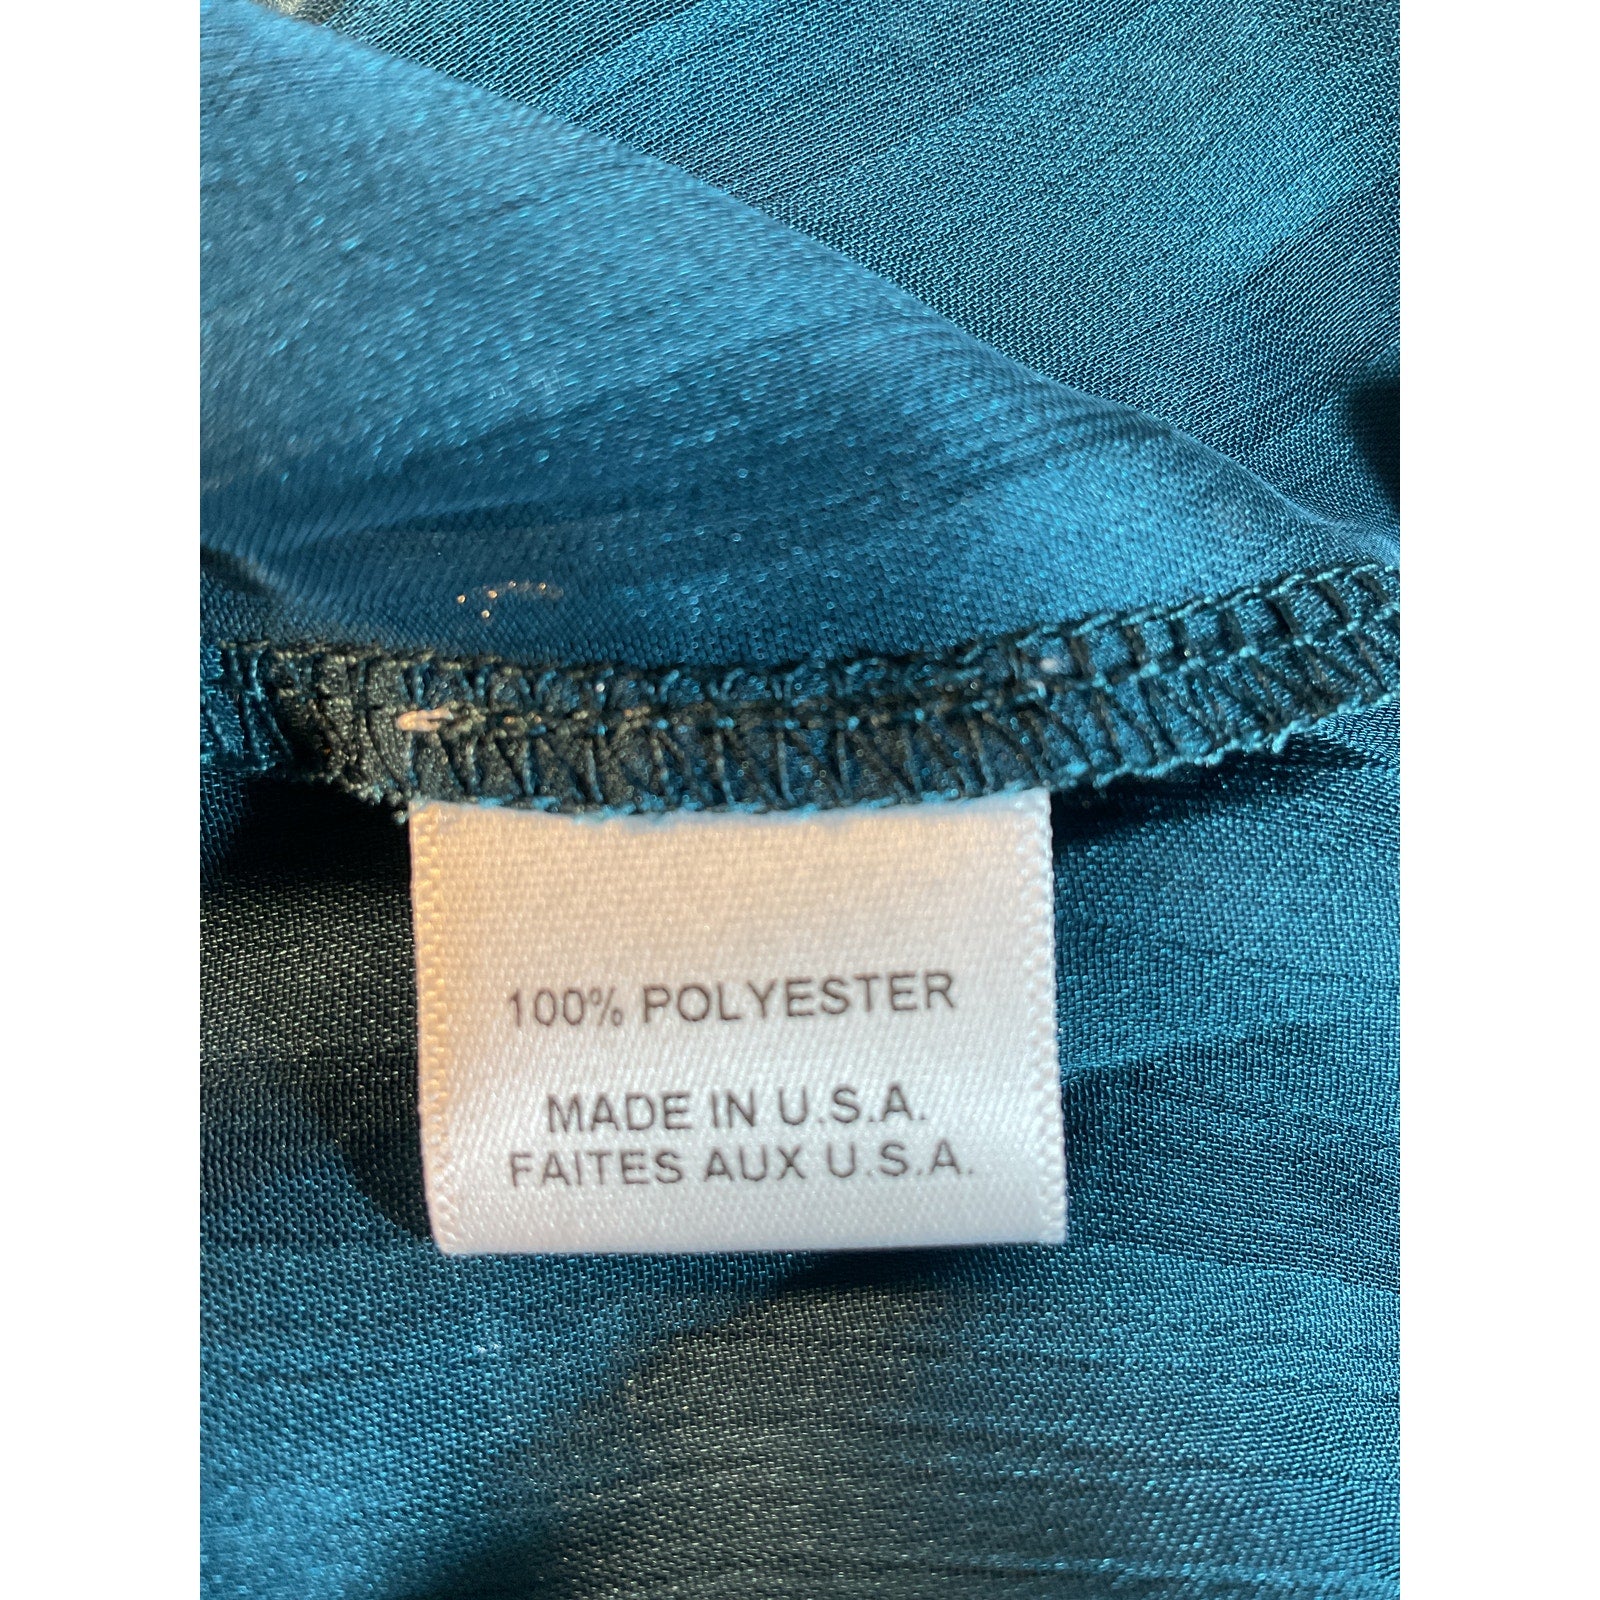 100% POLYESTER
MADE IN U.S.A.
FAITES AUX U.S.A.